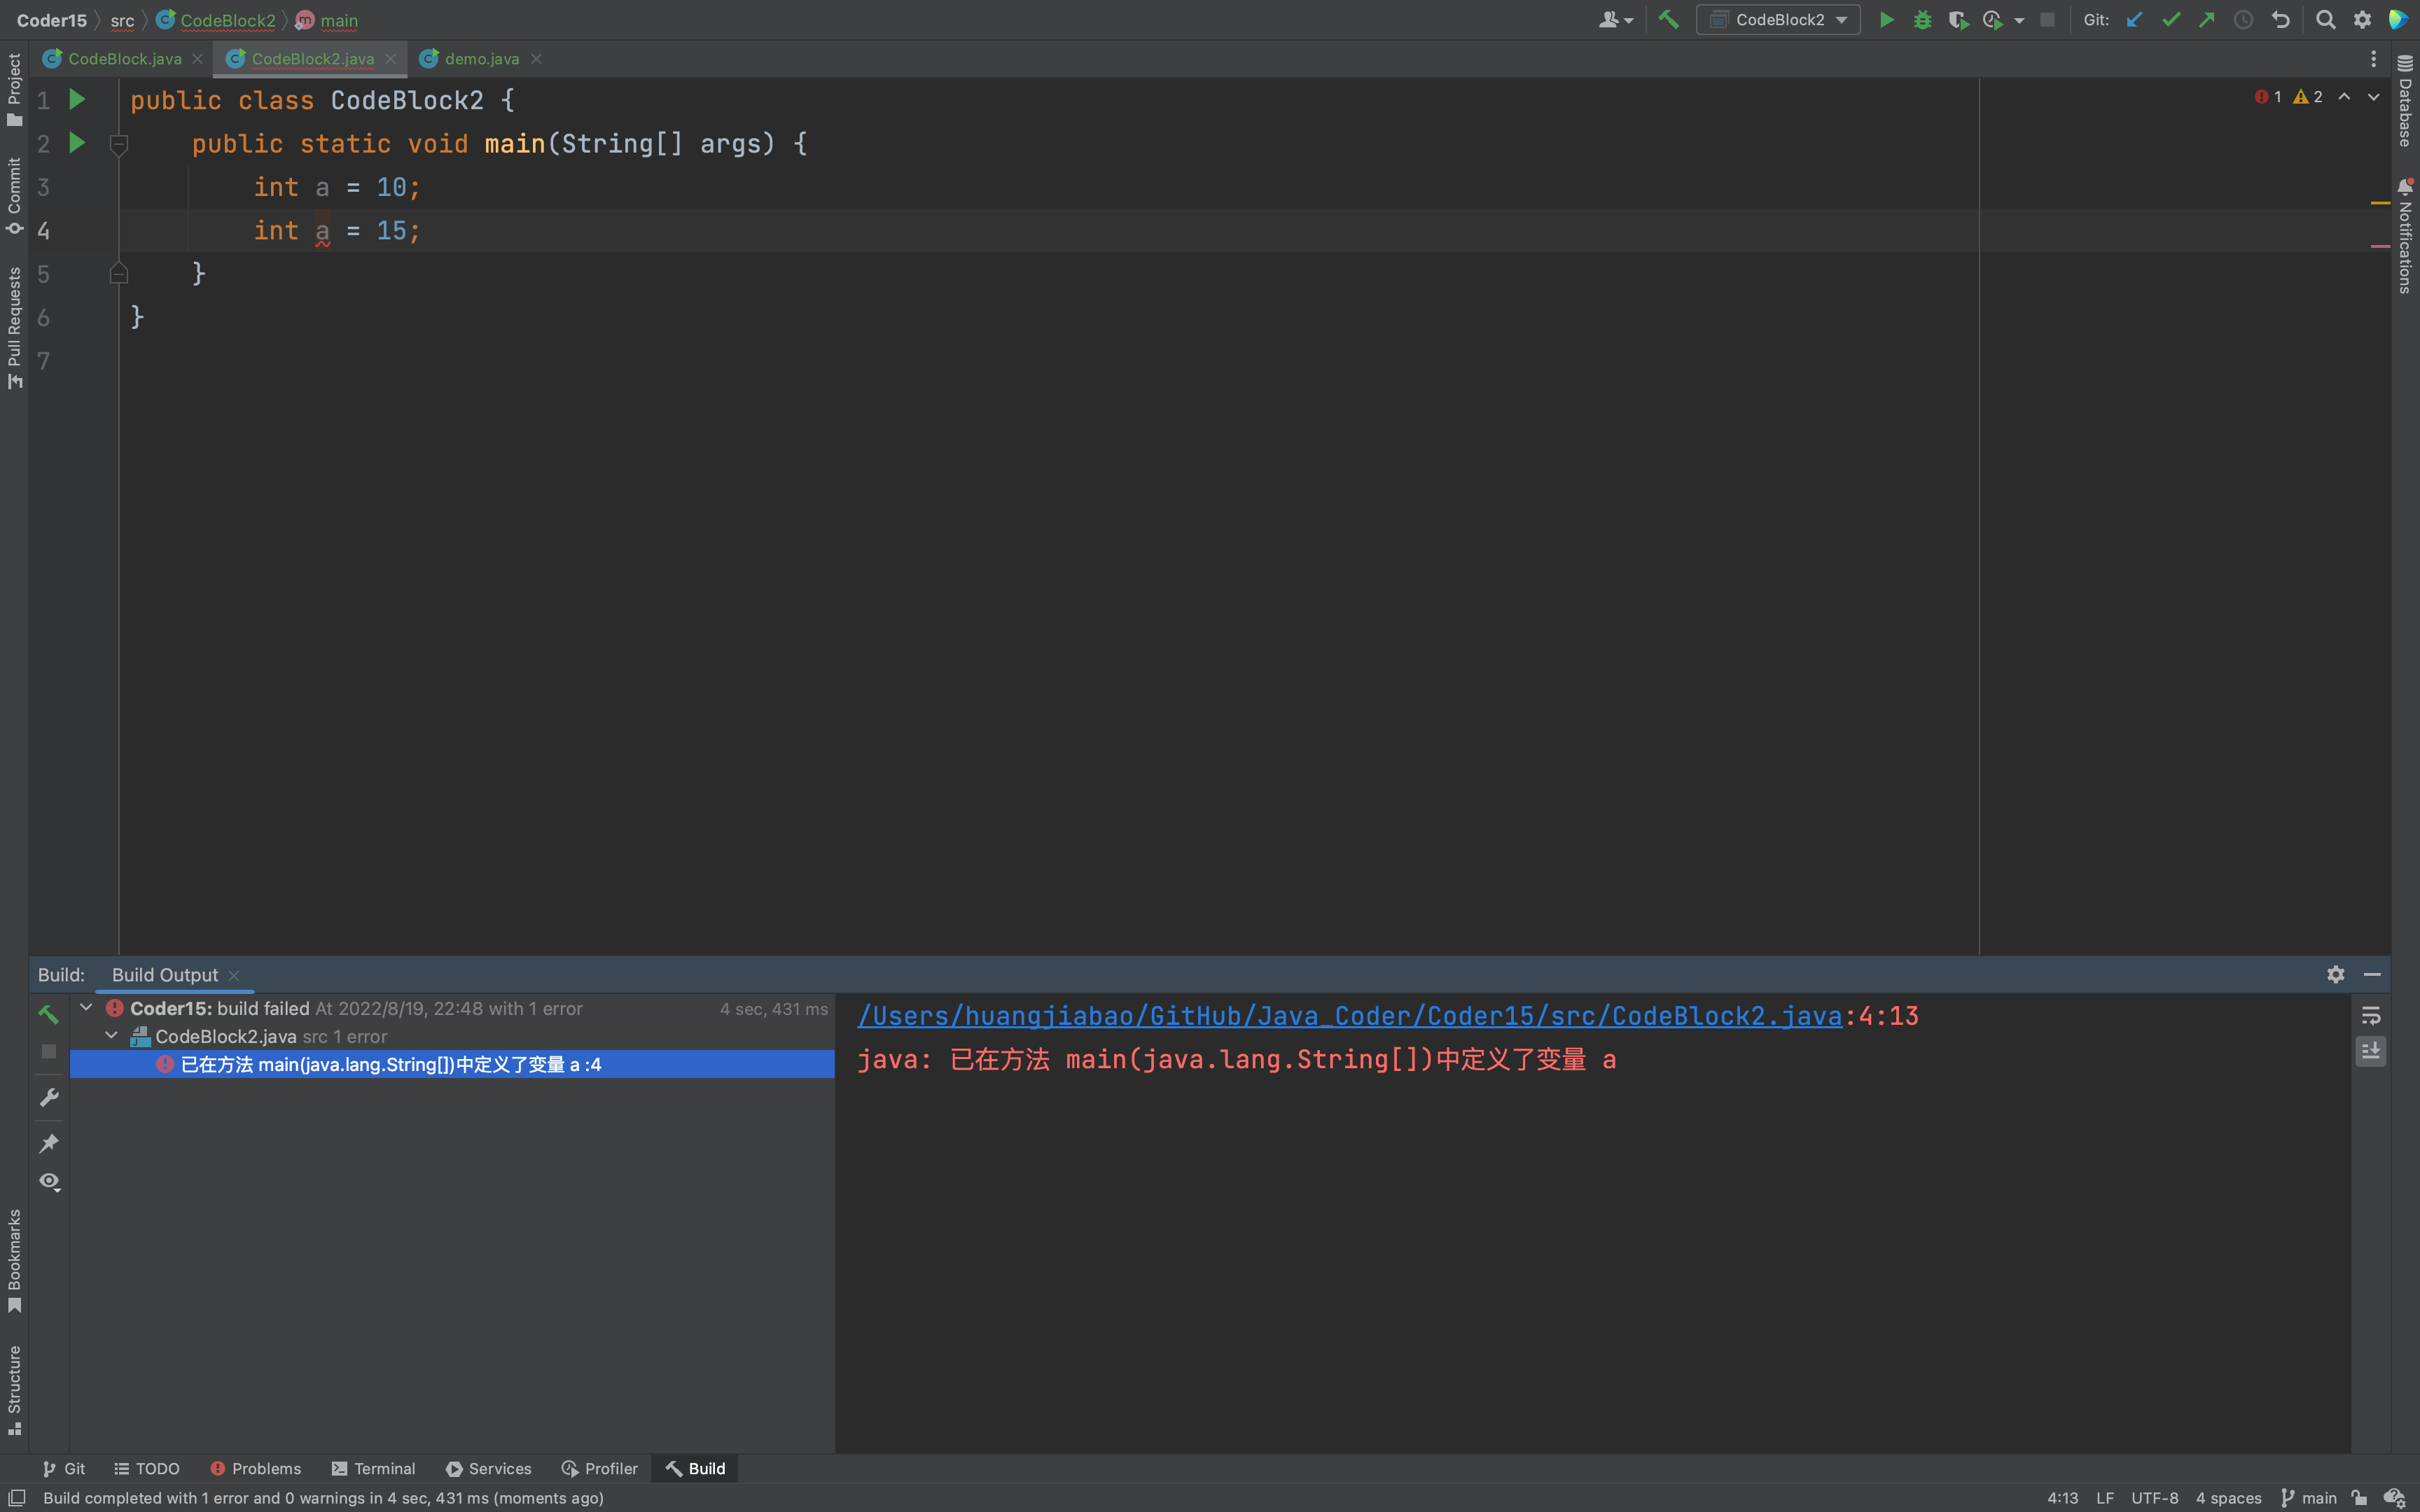 Coder15 src CodeBlock2 main
CodeBlock2 Git:
CodeBlock.java CodeBlock2.java demo.java
Project
Commit
Pull Requests
Bookmarks
Structure
1 public class CodeBlock2 {
2 public static void main(String[] args) {
3 int a = 10;
4 int a = 15;
5 }
6 }
7
1 2
Database
Notifications
Build: Build Output
Coder15: build failed At 2022/8/19, 22:48 with 1 error 4 sec, 431 ms
CodeBlock2.java src 1 error
已在方法 main(java.lang.String[])中定义了变量 a :4
/Users/huangjiabao/GitHub/Java_Coder/Coder15/src/CodeBlock2.java:4:13
java: 已在方法 main(java.lang.String[])中定义了变量 a
Git TODO Problems Terminal Services Profiler Build
Build completed with 1 error and 0 warnings in 4 sec, 431 ms (moments ago) 4:13 LF UTF-8 4 spaces main